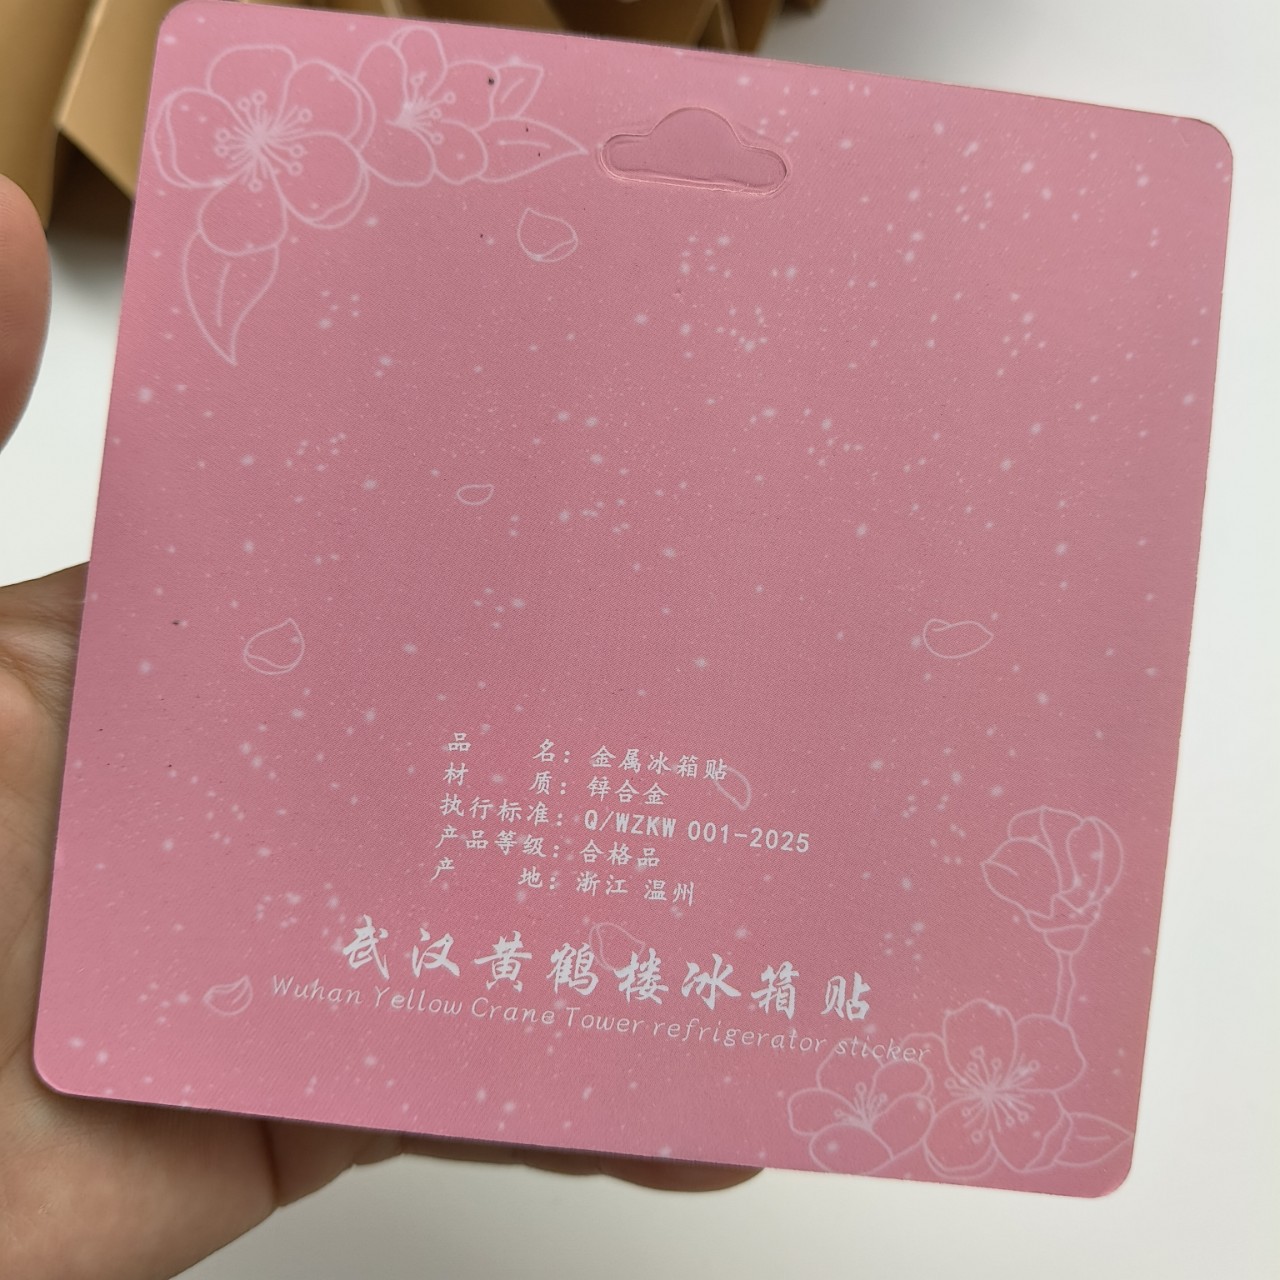 品 名：金属冰箱贴
材 质：锌合金
执行标准：Q/WZKW 001-2025
产品等级：合格品
产 地：浙江 温州
武汉黄鹤楼冰箱贴
Wuhan Yellow Crane Tower refrigerator sticker